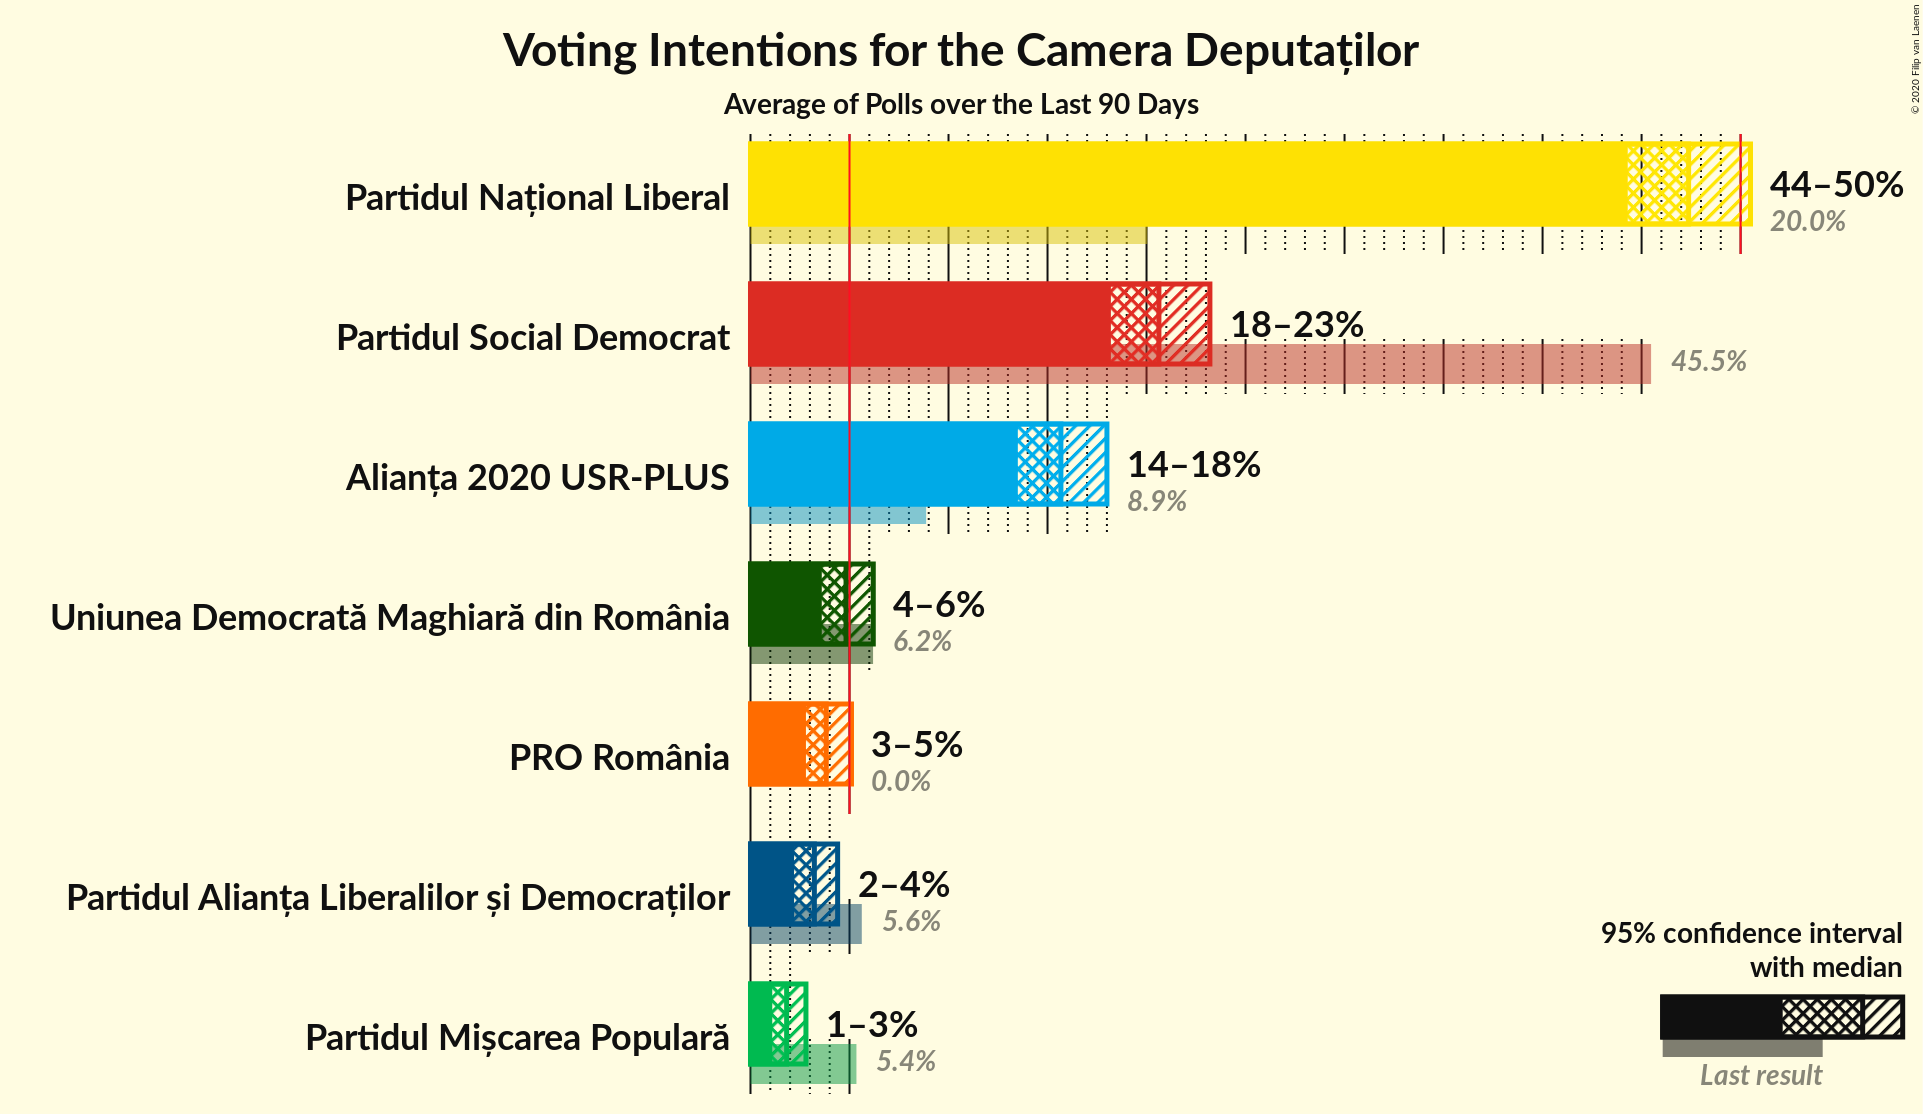 Voting Intentions for the Camera Deputaților
Average of Polls over the Last 90 Days
© 2020 Filip van Laenen
Partidul Național Liberal
44–50%
20.0%
Partidul Social Democrat
18–23%
45.5%
Alianța 2020 USR-PLUS
14–18%
8.9%
Uniunea Democrată Maghiară din România
4–6%
6.2%
PRO România
3–5%
0.0%
Partidul Alianța Liberalilor și Democraților
2–4%
5.6%
Partidul Mișcarea Populară
1–3%
5.4%
95% confidence interval
with median
Last result